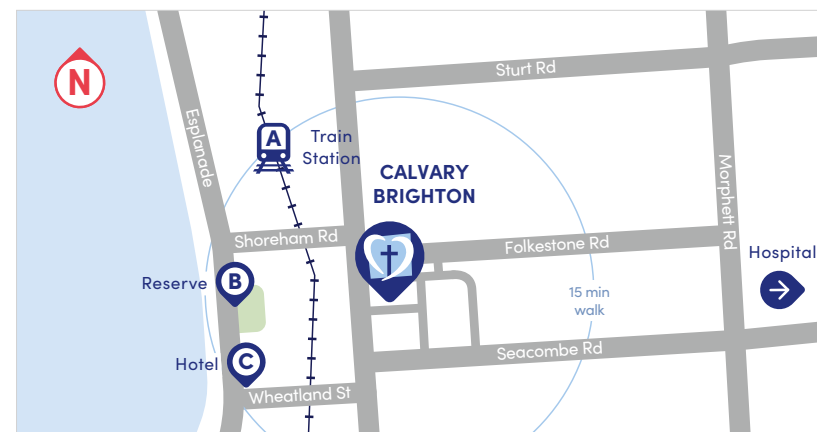 N
Sturt Rd
Esplanade
A
Train
Station
CALVARY
BRIGHTON
Morphett Rd
Shoreham Rd
Folkestone Rd
Hospital
Reserve
B
15 min
walk
Seacombe Rd
Hotel
C
Wheatland St